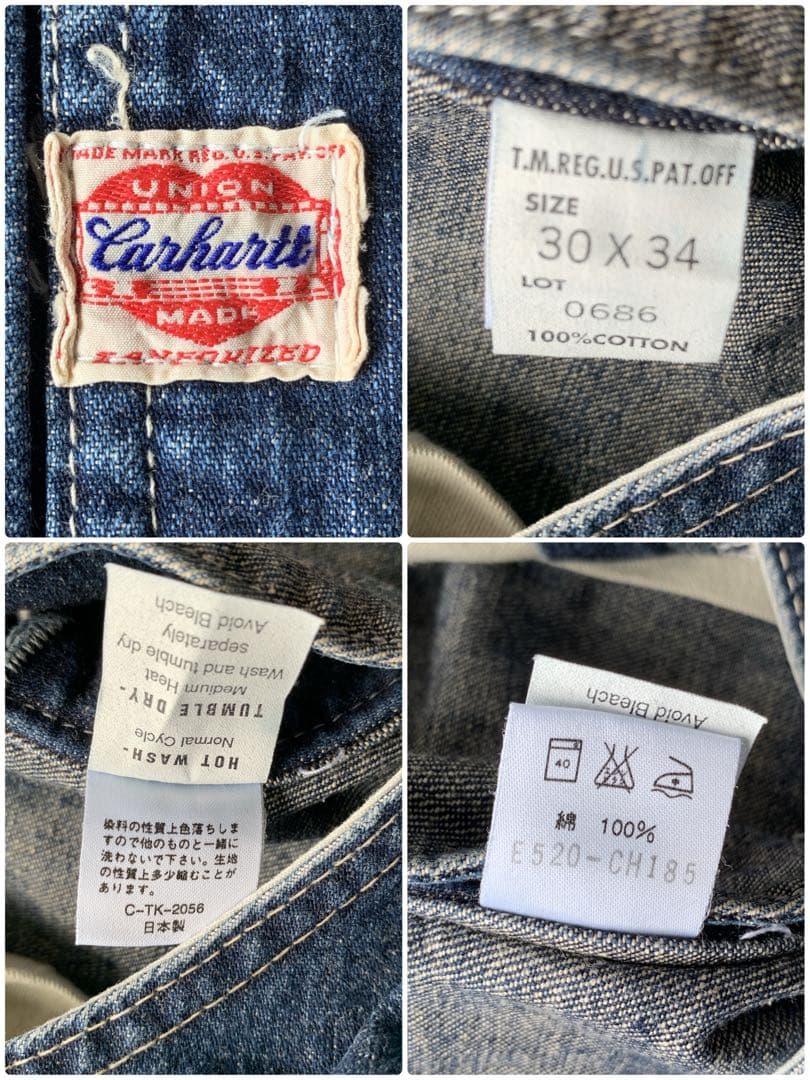 TRADE MARK REG. U.S. PAT. OFF
UNION
Carhartt
MADE
SANFORIZED
T.M.REG.U.S.PAT.OFF
SIZE
30 X 34
LOT
0686
100%COTTON
HOT WASH-
Normal Cycle
TUMBLE DRY-
Medium Heat
Wash and tumble dry
separately
Avoid Bleach
染料の性質上色落ちしま
すので他のものと一緒に
洗わないで下さい。生地
の性質上多少縮むことが
あります。
C-TK-2056
日本製
Avoid Bleach
40
綿 100%
E520-CH185